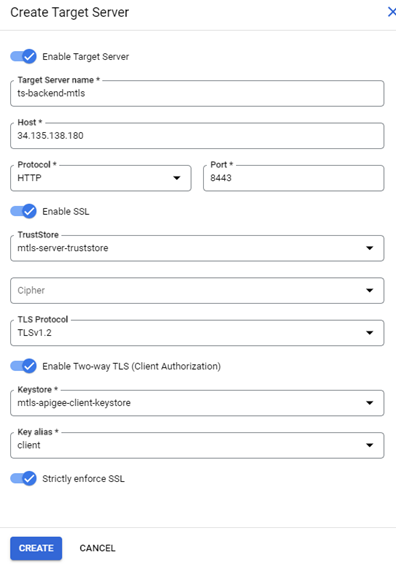 Create Target Server
Enable Target Server
Target Server name *
ts-backend-mtls
Host *
34.135.138.180
Protocol * Port *
HTTP 8443
Enable SSL
TrustStore
mtls-server-truststore
Cipher
TLS Protocol
TLSv1.2
Enable Two-way TLS (Client Authorization)
Keystore *
mtls-apigee-client-keystore
Key alias *
client
Strictly enforce SSL
CREATE CANCEL